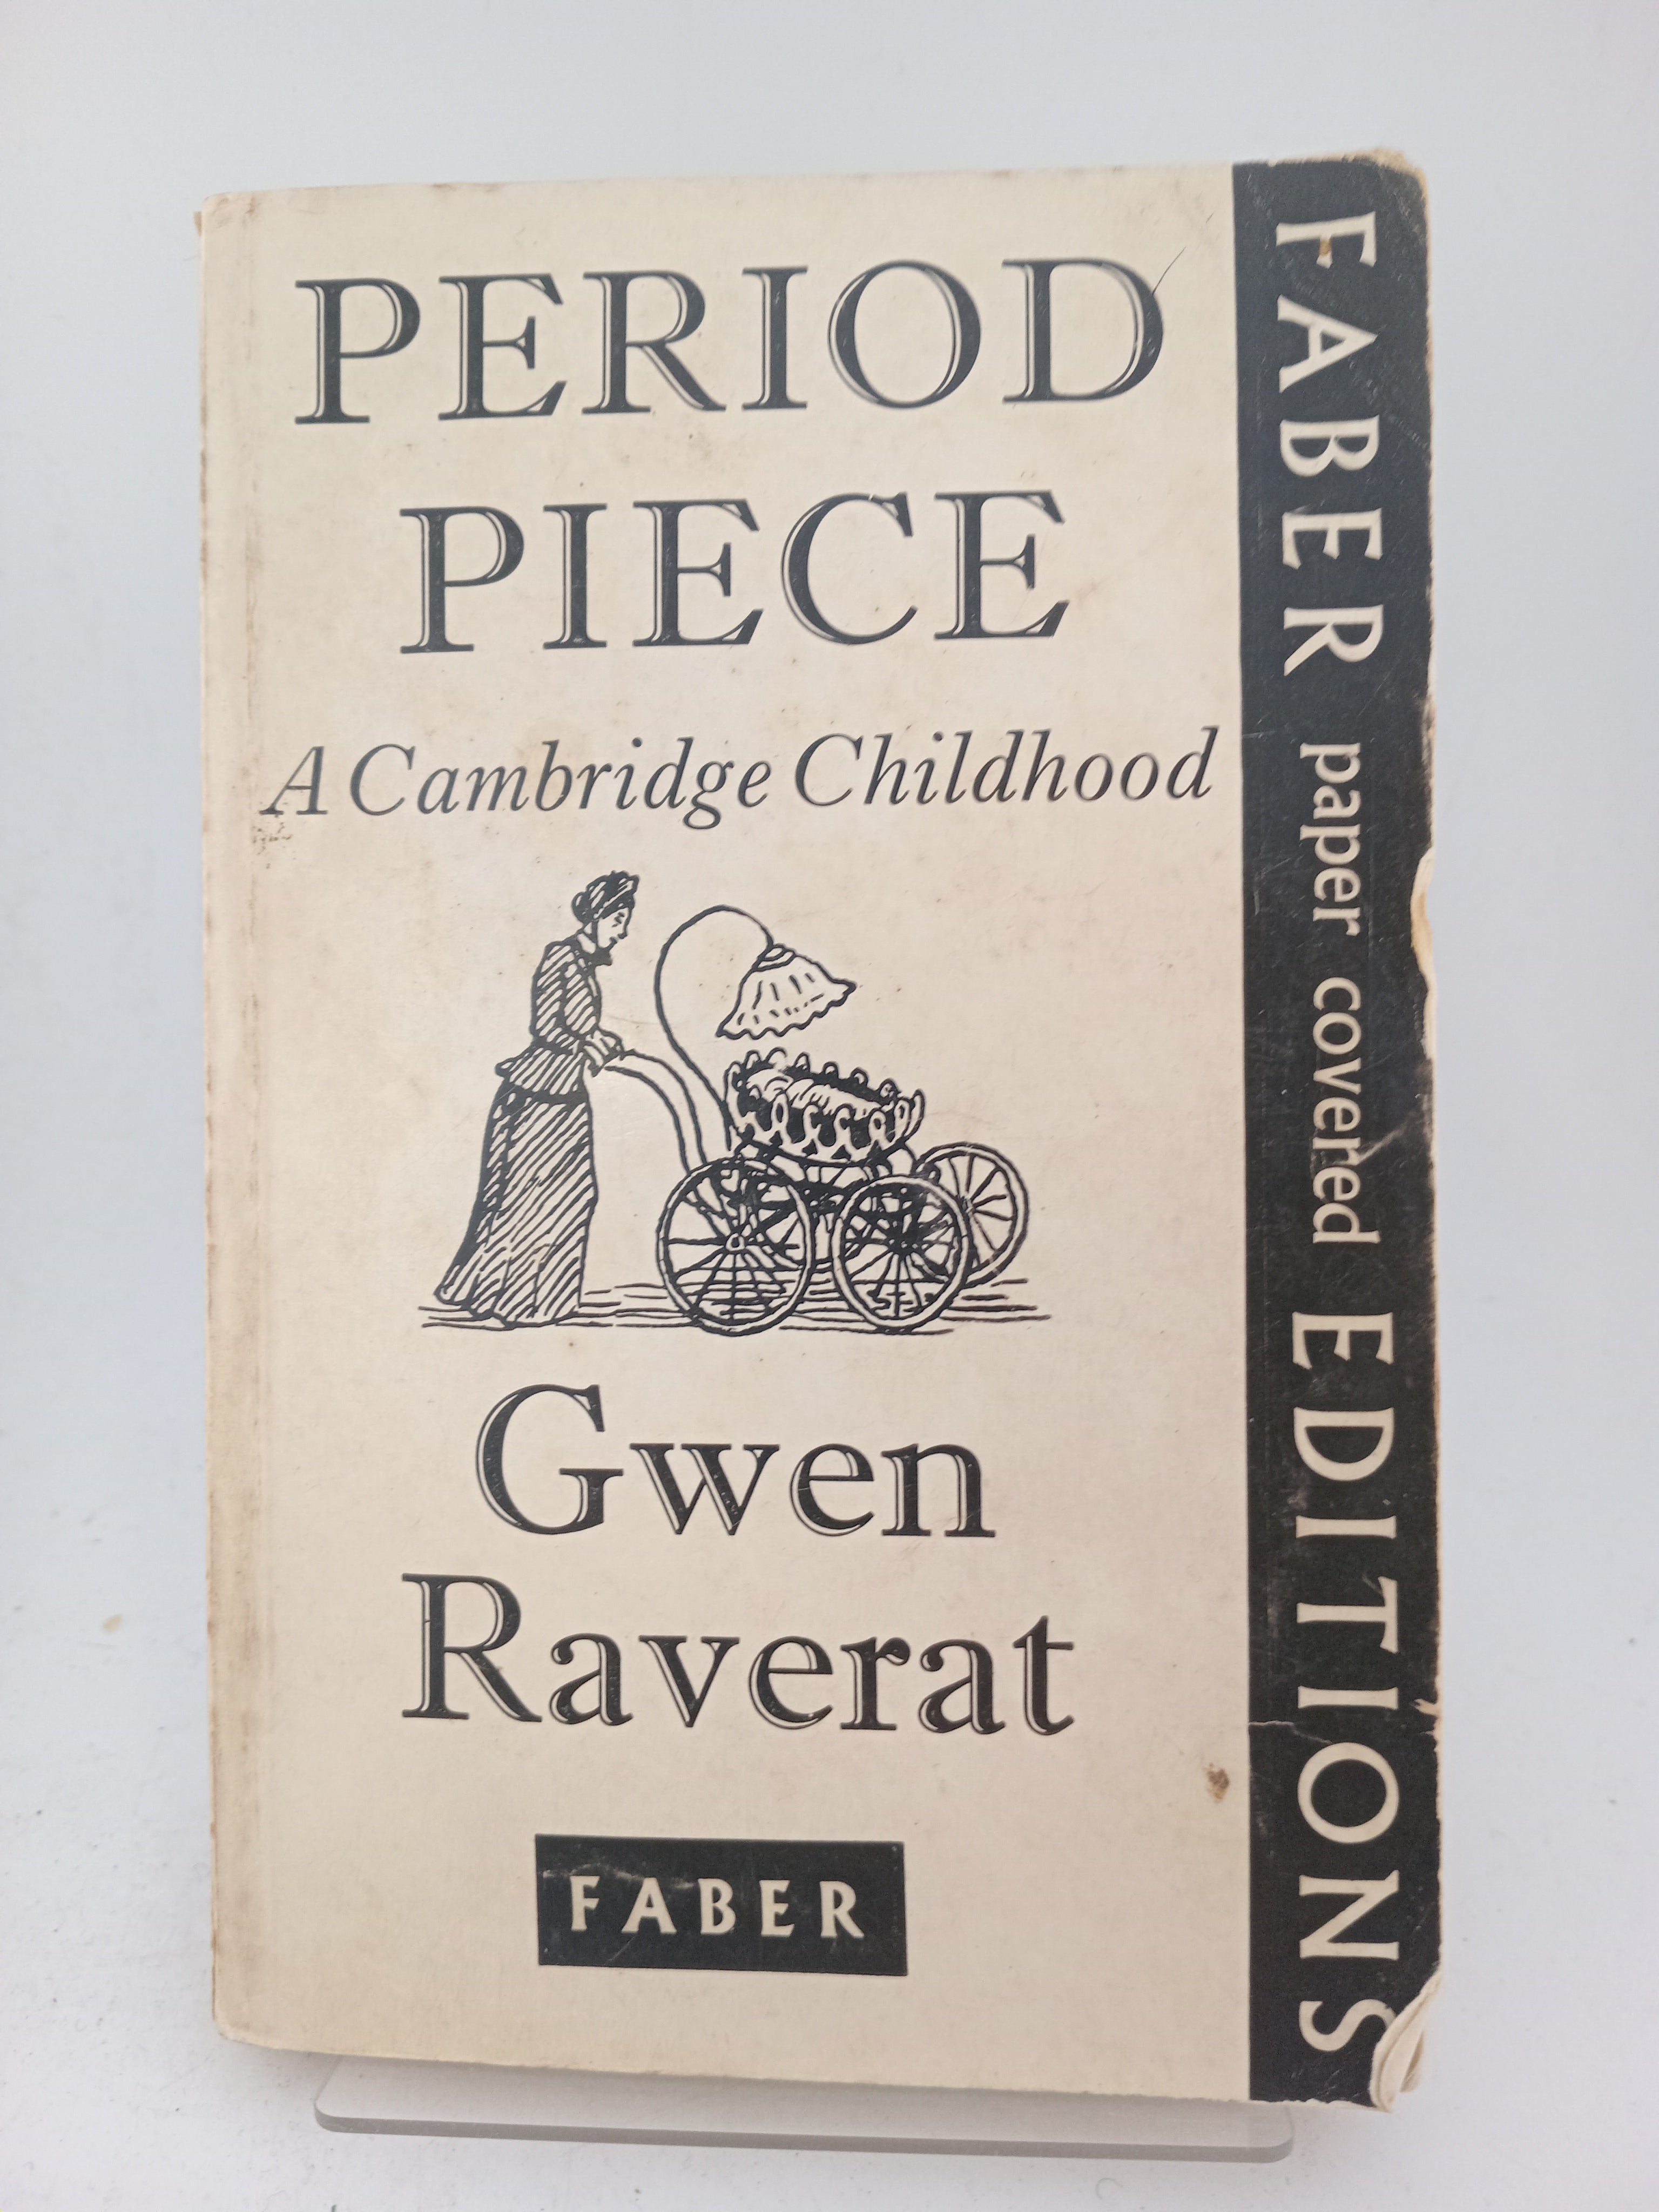 PERIOD
PIECE
A Cambridge Childhood
Gwen
Raverat
FABER
FABER paper covered EDITIONS